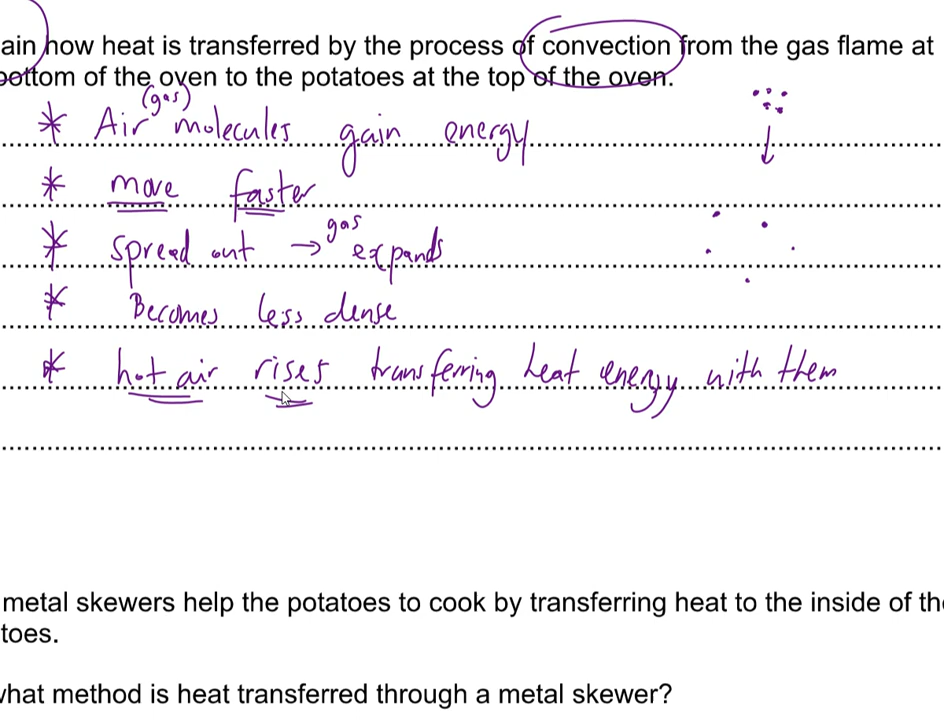 ain how heat is transferred by the process of convection from the gas flame at
bottom of the oven to the potatoes at the top of the oven.
(gas)
* Air molecules gain energy
* move faster
* spread out → gas expands
* Becomes less dense
* hot air rises transferring heat energy with them
metal skewers help the potatoes to cook by transferring heat to the inside of the
toes.
what method is heat transferred through a metal skewer?